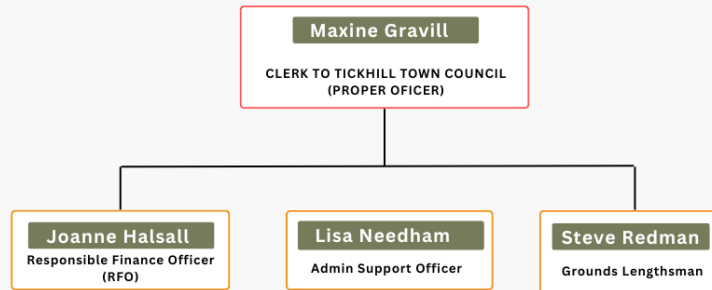 Maxine Gravill
CLERK TO TICKHILL TOWN COUNCIL
(PROPER OFICER)
Joanne Halsall
Responsible Finance Officer
(RFO)
Lisa Needham
Admin Support Officer
Steve Redman
Grounds Lengthsman